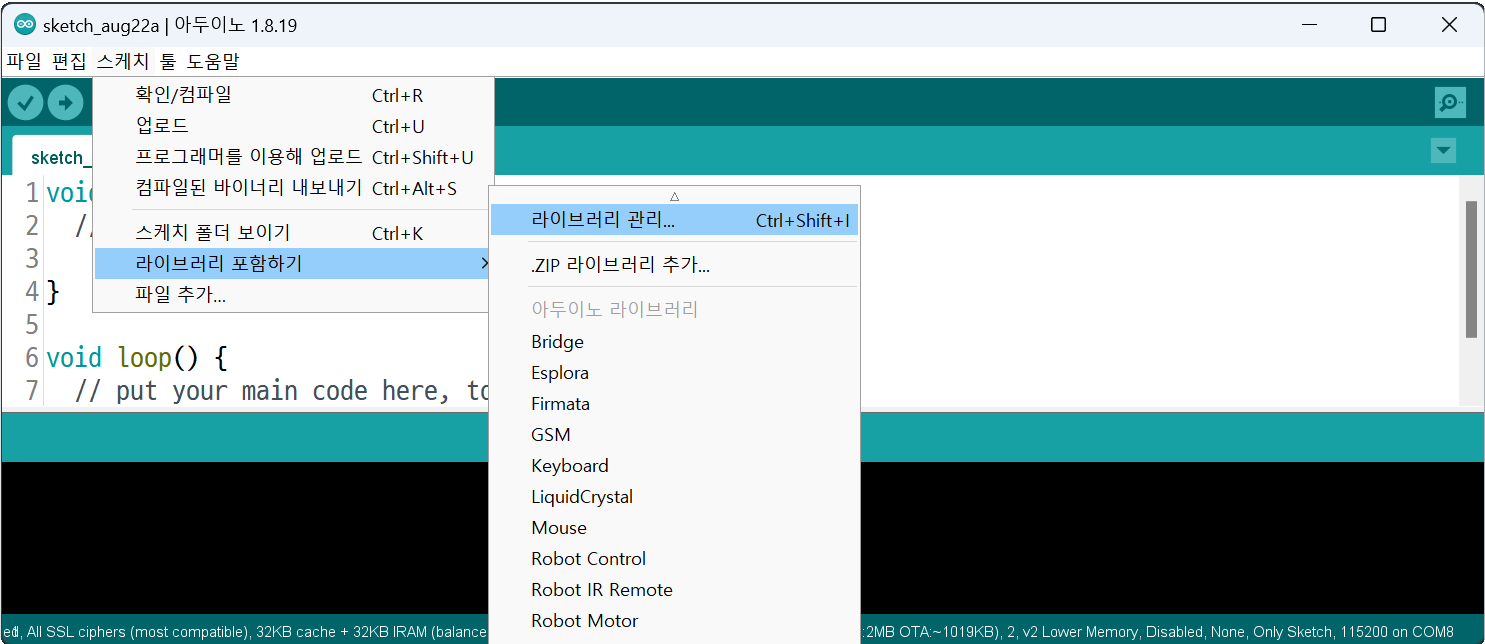 sketch_aug22a | 아두이노 1.8.19
파일 편집 스케치 툴 도움말
확인/컴파일 Ctrl+R
업로드 Ctrl+U
프로그래머를 이용해 업로드 Ctrl+Shift+U
컴파일된 바이너리 내보내기 Ctrl+Alt+S
스케치 폴더 보이기 Ctrl+K
라이브러리 포함하기
파일 추가...
라이브러리 관리... Ctrl+Shift+I
.ZIP 라이브러리 추가...
아두이노 라이브러리
Bridge
Esplora
Firmata
GSM
Keyboard
LiquidCrystal
Mouse
Robot Control
Robot IR Remote
Robot Motor
sketch_
1 void
2 //
3
4 }
5
6 void loop() {
7 // put your main code here, to
, All SSL ciphers (most compatible), 32KB cache + 32KB IRAM (balance :2MB OTA:~1019KB), 2, v2 Lower Memory, Disabled, None, Only Sketch, 115200 on COM8